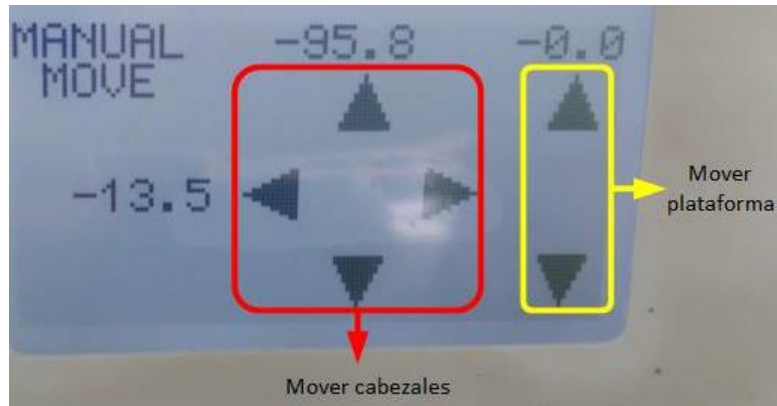 MANUAL
MOVE
-95.8
-0.0
-13.5
Mover
plataforma
Mover cabezales